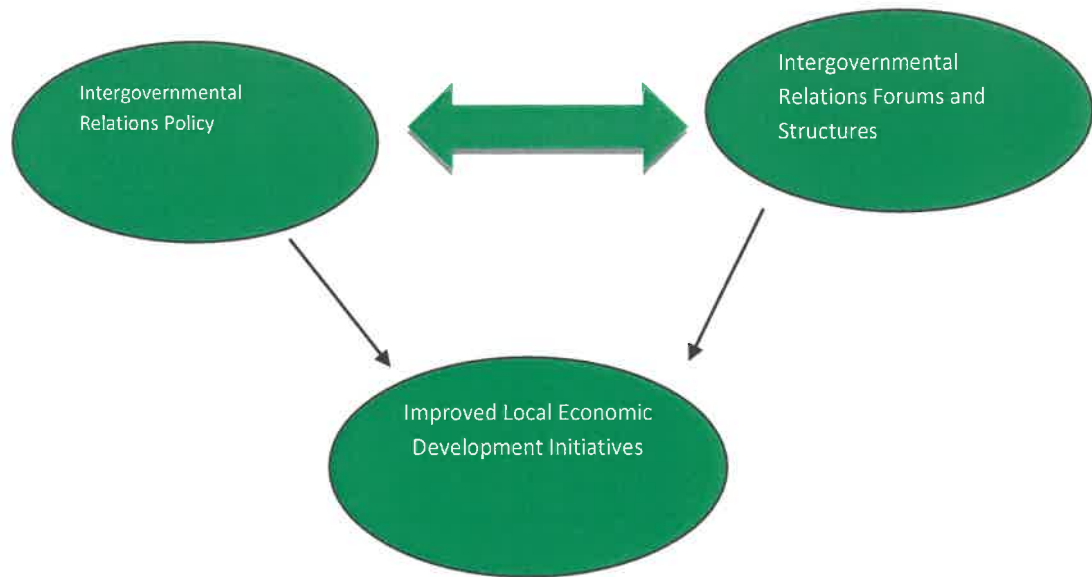 Intergovernmental
Relations Policy
Intergovernmental
Relations Forums and
Structures
Improved Local Economic
Development Initiatives